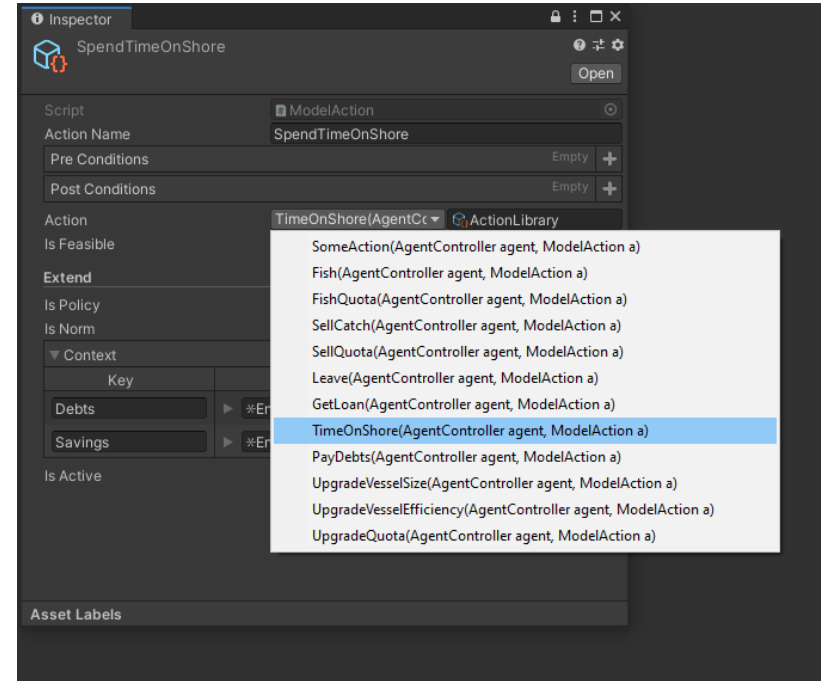 Inspector
SpendTimeOnShore
Open
Script ModelAction
Action Name SpendTimeOnShore
Pre Conditions Empty
Post Conditions Empty
Action TimeOnShore(AgentCo ActionLibrary
Is Feasible
SomeAction(AgentController agent, ModelAction a)
Fish(AgentController agent, ModelAction a)
FishQuota(AgentController agent, ModelAction a)
SellCatch(AgentController agent, ModelAction a)
SellQuota(AgentController agent, ModelAction a)
Leave(AgentController agent, ModelAction a)
GetLoan(AgentController agent, ModelAction a)
TimeOnShore(AgentController agent, ModelAction a)
PayDebts(AgentController agent, ModelAction a)
UpgradeVesselSize(AgentController agent, ModelAction a)
UpgradeVesselEfficiency(AgentController agent, ModelAction a)
UpgradeQuota(AgentController agent, ModelAction a)
Extend
Is Policy
Is Norm
Context
Key
Debts
Savings
Is Active
Asset Labels